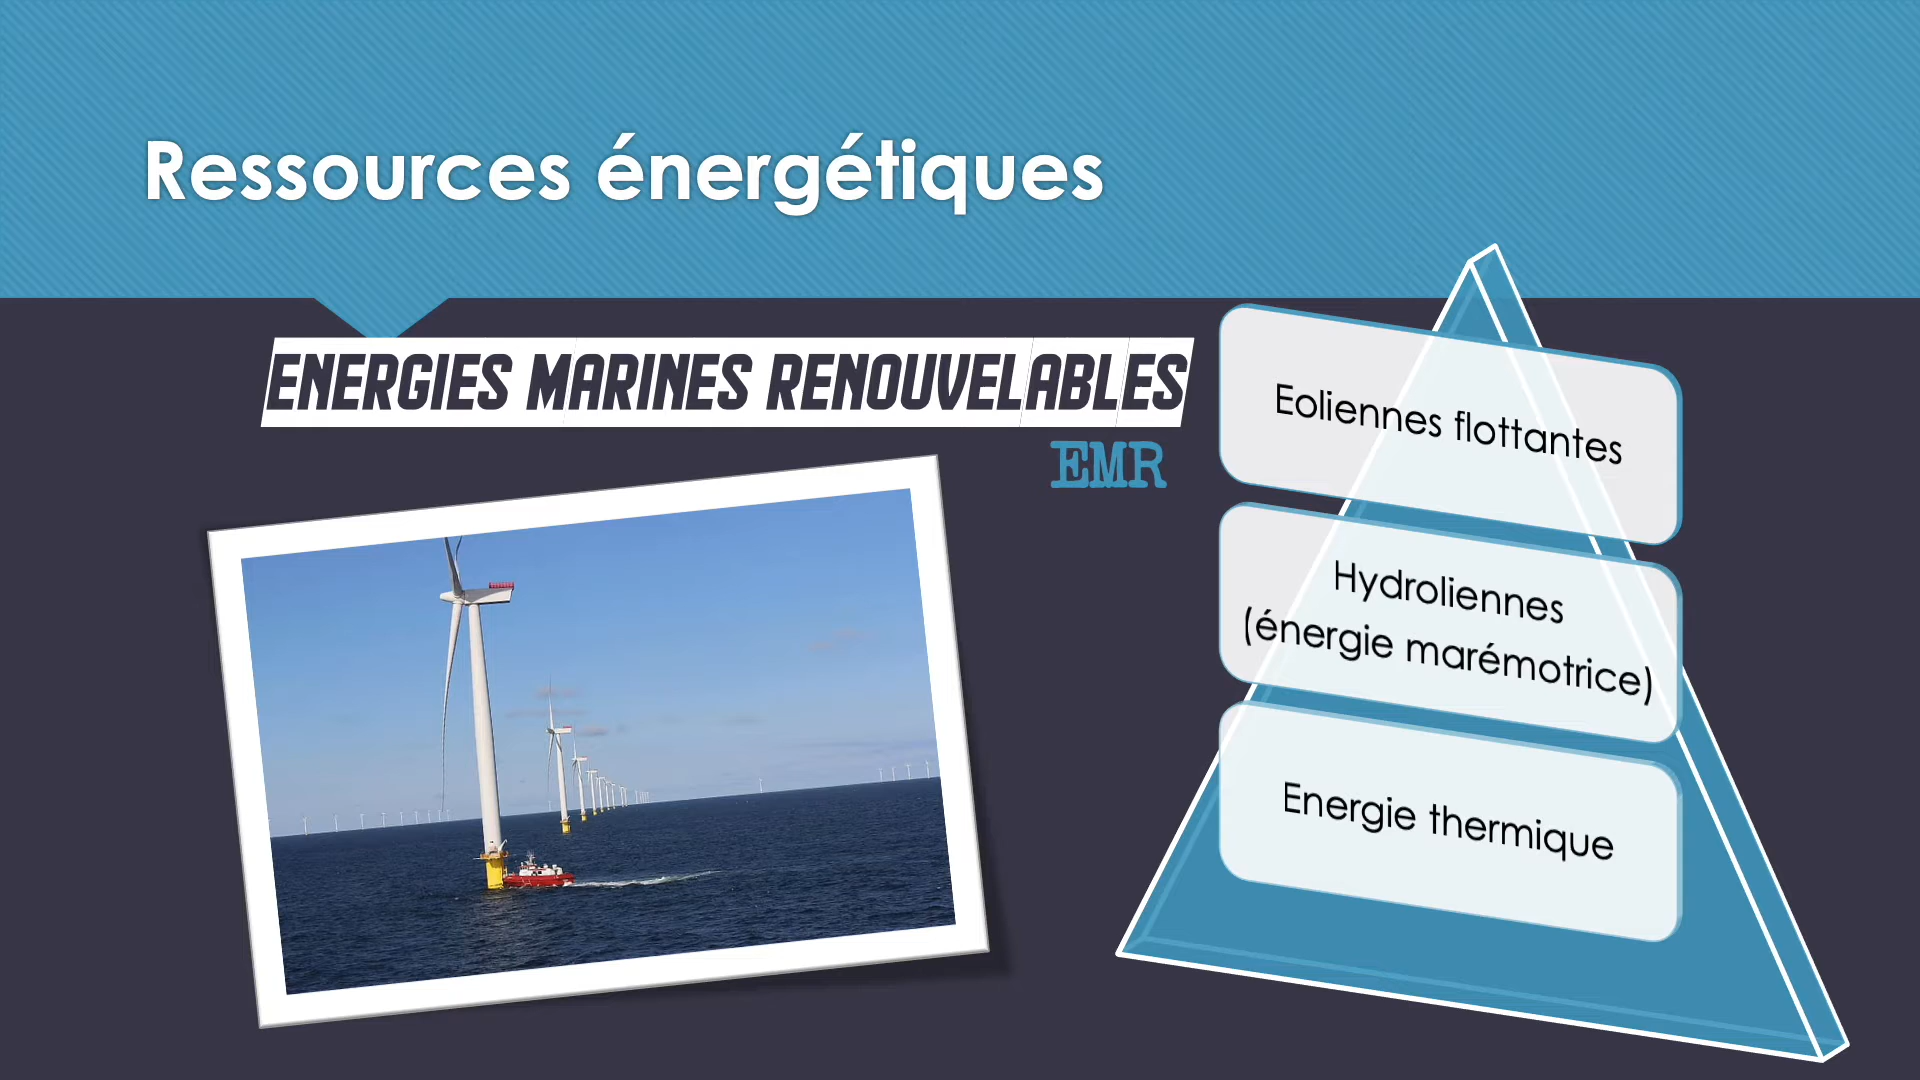 Ressources énergétiques
ENERGIES MARINES RENOUVELABLES
EMR
Eoliennes flottantes
Hydroliennes
(énergie marémotrice)
Energie thermique